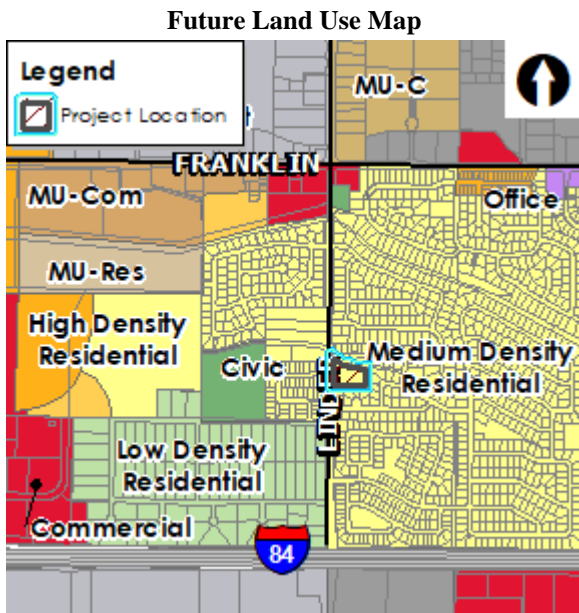 Future Land Use Map
Legend
Project Location
MU-C
FRANKLIN
MU-Com
Office
MU-Res
High Density
Residential
Civic
Medium Density
Residential
Low Density
Residential
Commercial
84